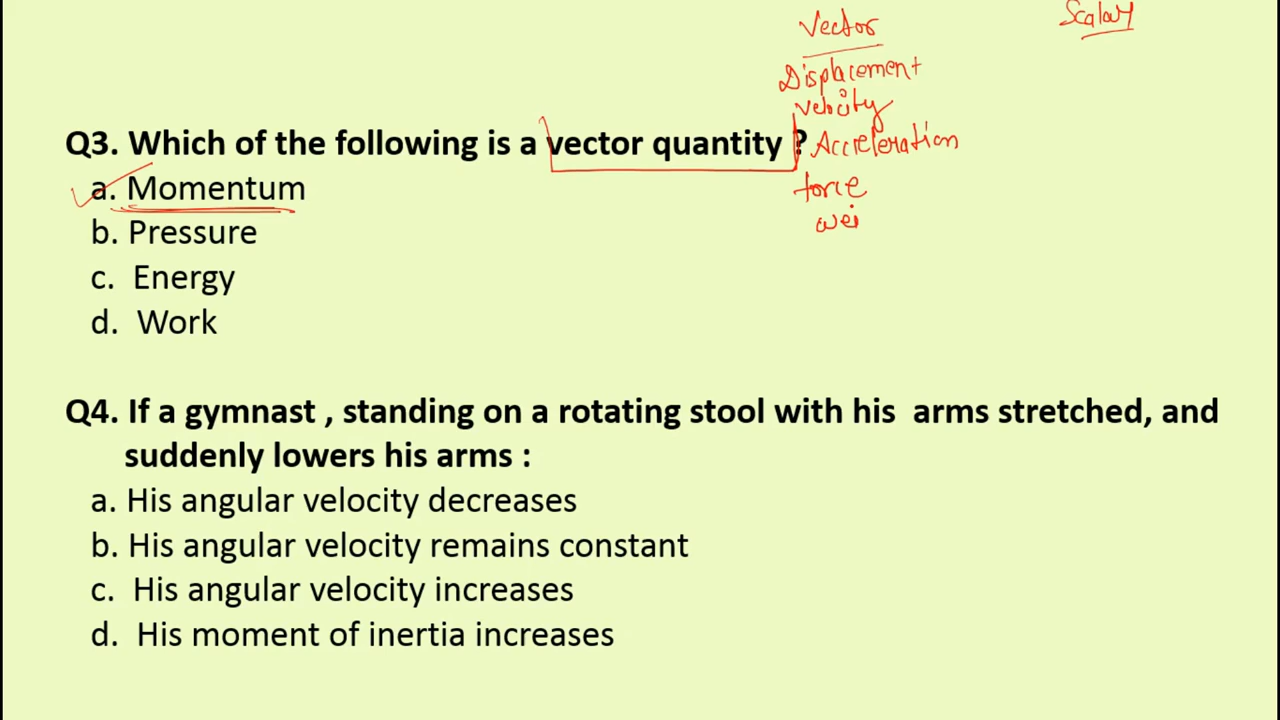 Vector
Scalar
Displacement
velocity
Q3. Which of the following is a vector quantity ?
Acceleration
a. Momentum
force
b. Pressure
wei
c. Energy
d. Work
Q4. If a gymnast , standing on a rotating stool with his arms stretched, and
suddenly lowers his arms :
a. His angular velocity decreases
b. His angular velocity remains constant
c. His angular velocity increases
d. His moment of inertia increases